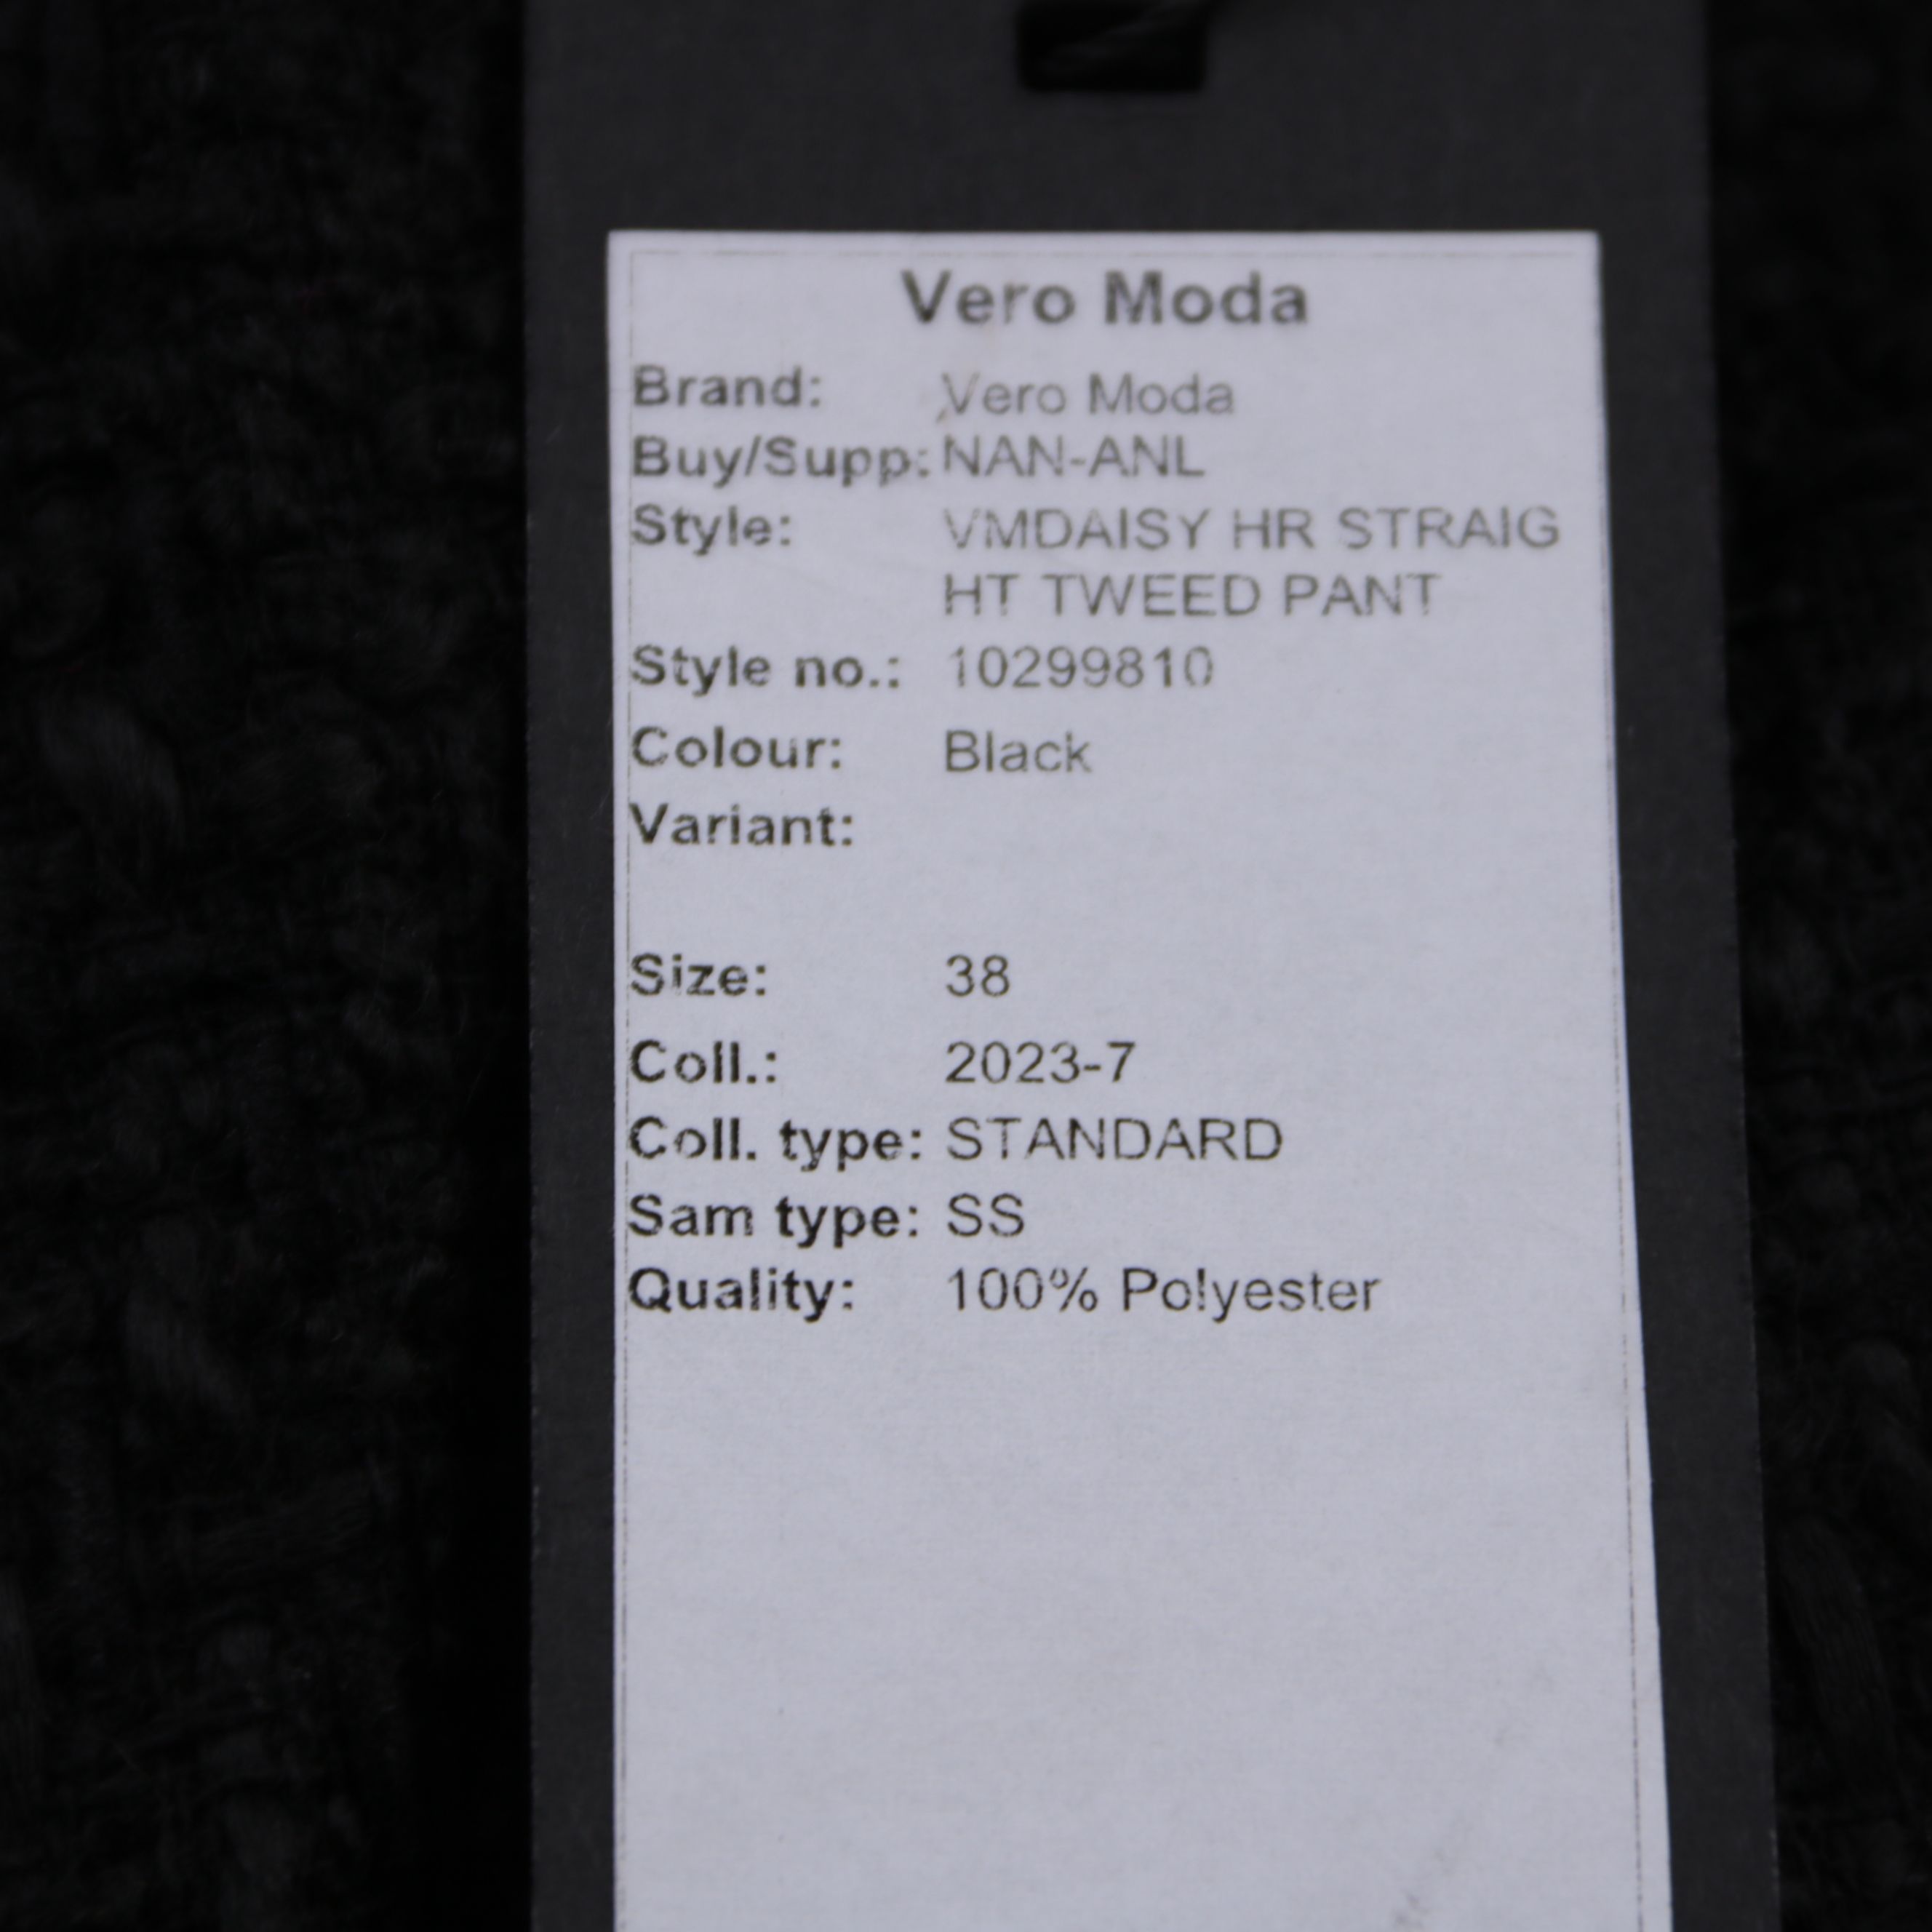 Vero Moda
Brand: Vero Moda
Buy/Supp: NAN-ANL
Style: VMDAISY HR STRAIG
HT TWEED PANT
Style no.: 10299810
Colour: Black
Variant:
Size: 38
Coll.: 2023-7
Coll. type: STANDARD
Sam type: SS
Quality: 100% Polyester